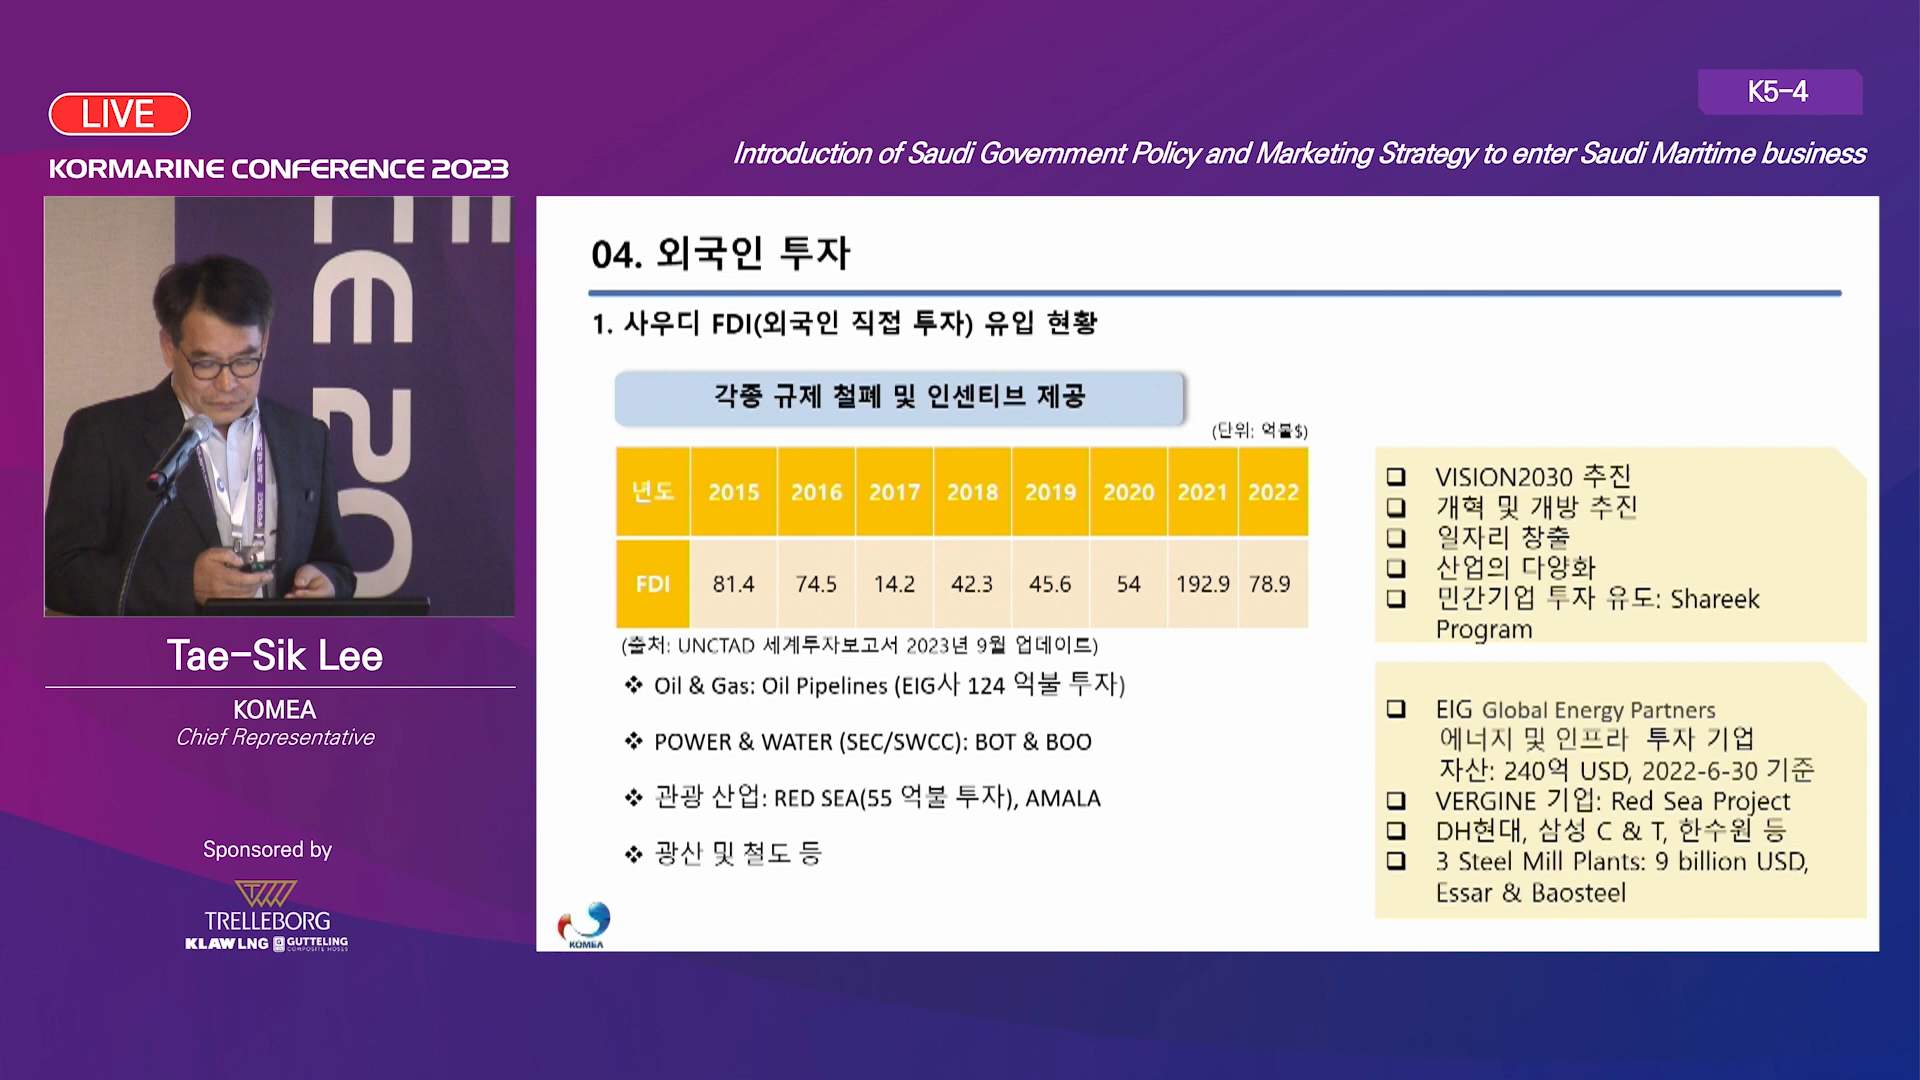 LIVE
KORMARINE CONFERENCE 2023
K5-4
Introduction of Saudi Government Policy and Marketing Strategy to enter Saudi Maritime business
Tae-Sik Lee
KOMEA
Chief Representative
Sponsored by
TRELLEBORG
KLAW LNG GUTTELING
COMPOSITE HOSES
04. 외국인 투자
1. 사우디 FDI(외국인 직접 투자) 유입 현황
각종 규제 철폐 및 인센티브 제공
(단위: 억불$)
년도 2015 2016 2017 2018 2019 2020 2021 2022
FDI 81.4 74.5 14.2 42.3 45.6 54 192.9 78.9
(출처: UNCTAD 세계투자보고서 2023년 9월 업데이트)
❖ Oil & Gas: Oil Pipelines (EIG사 124 억불 투자)
❖ POWER & WATER (SEC/SWCC): BOT & BOO
❖ 관광 산업: RED SEA(55 억불 투자), AMALA
❖ 광산 및 철도 등
KOMEA
❑ VISION2030 추진
❑ 개혁 및 개방 추진
❑ 일자리 창출
❑ 산업의 다양화
❑ 민간기업 투자 유도: Shareek
Program
❑ EIG Global Energy Partners
에너지 및 인프라 투자 기업
자산: 240억 USD, 2022-6-30 기준
❑ VERGINE 기업: Red Sea Project
❑ DH현대, 삼성 C & T, 한수원 등
❑ 3 Steel Mill Plants: 9 billion USD,
Essar & Baosteel